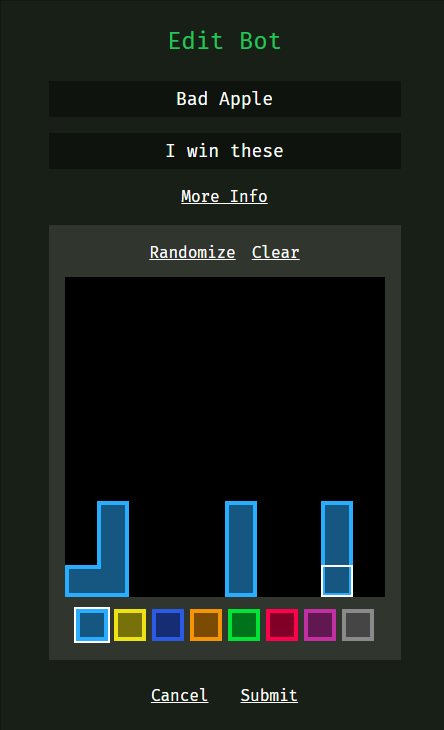 Edit Bot
Bad Apple
I win these
More Info
Randomize Clear
Cancel Submit